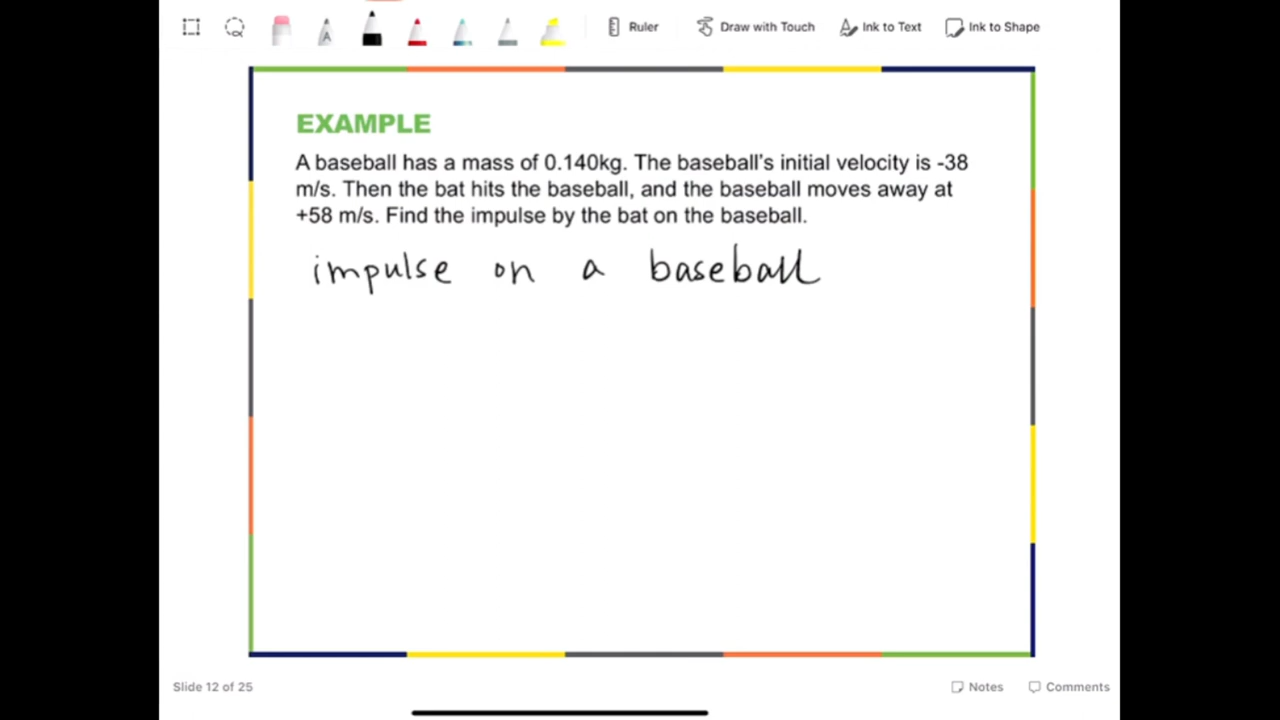 Ruler Draw with Touch Ink to Text Ink to Shape
EXAMPLE
A baseball has a mass of 0.140kg. The baseball's initial velocity is -38
m/s. Then the bat hits the baseball, and the baseball moves away at
+58 m/s. Find the impulse by the bat on the baseball.
impulse on a baseball
Slide 12 of 25 Notes Comments